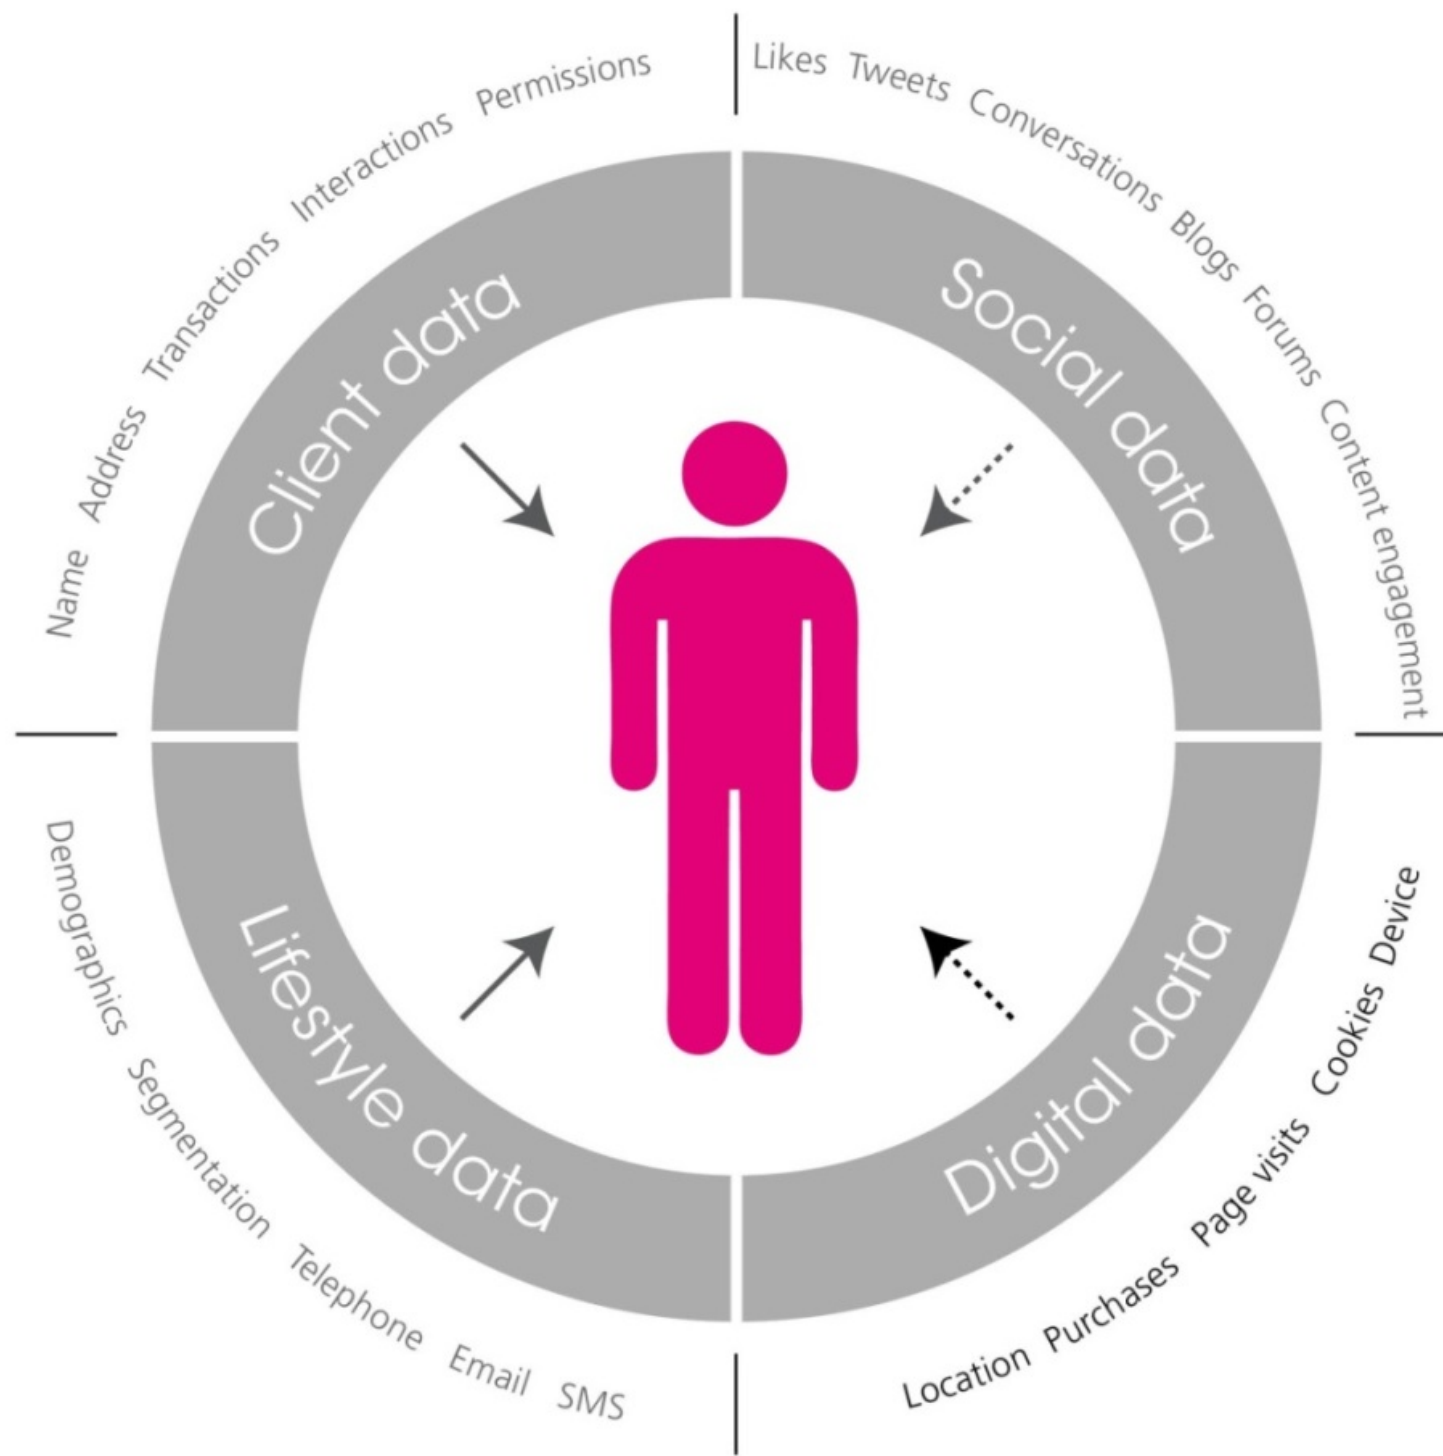 Name Address Transactions Interactions Permissions
Client data
Likes Tweets Conversations Blogs Forums Content engagement
Social data
Demographics Segmentation Telephone Email SMS
Lifestyle data
Location Purchases Page visits Cookies Device
Digital data